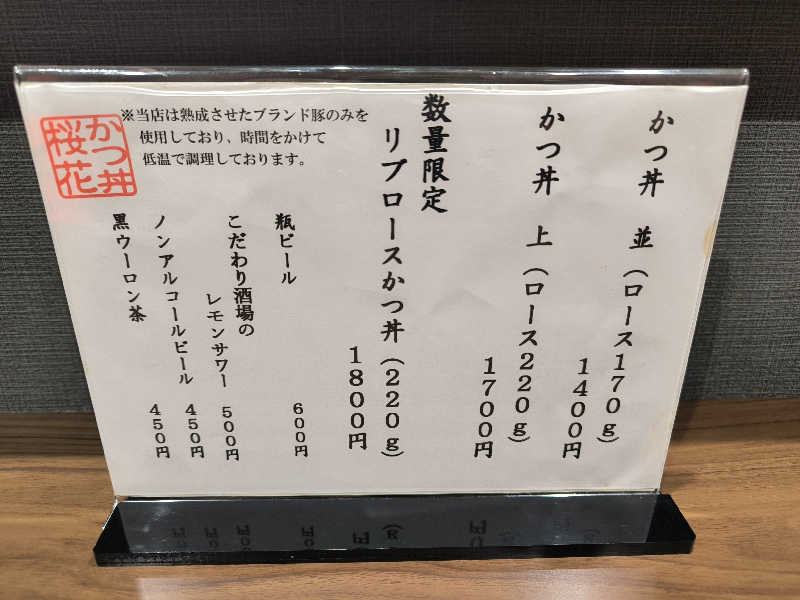 かつ丼 並（ロース１７０ｇ）
１４００円
かつ丼 上（ロース２２０ｇ）
１７００円
数量限定
リブロースかつ丼（２２０ｇ）
１８００円
※当店は熟成させたブランド豚のみを
使用しており、時間をかけて
低温で調理しております。
かつ丼
桜花
瓶ビール ６００円
こだわり酒場の
レモンサワー ５００円
ノンアルコールビール ４５０円
黒ウーロン茶 ４５０円